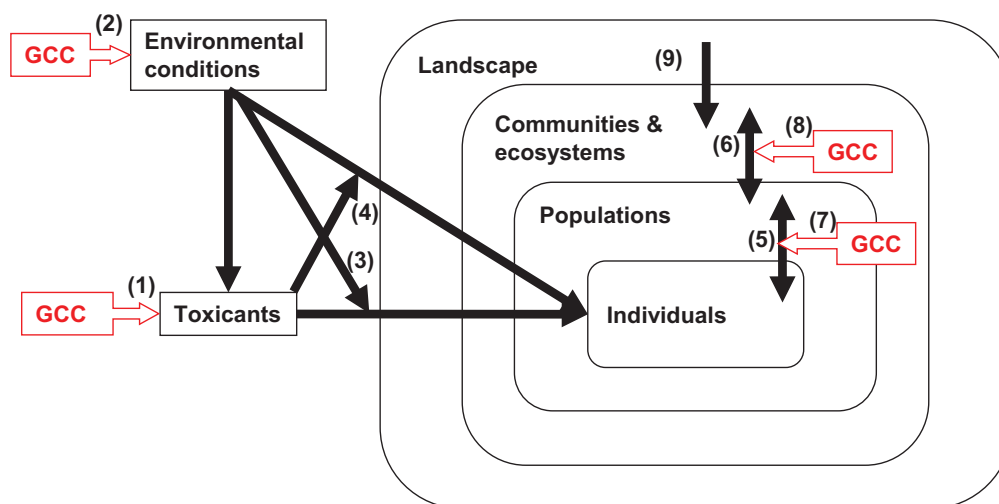 (2)
GCC
Environmental
conditions
(9)
Landscape
Communities &
ecosystems
(6)
(8)
GCC
Populations
(4)
(3)
(5)
(7)
GCC
(1)
GCC
Toxicants
Individuals